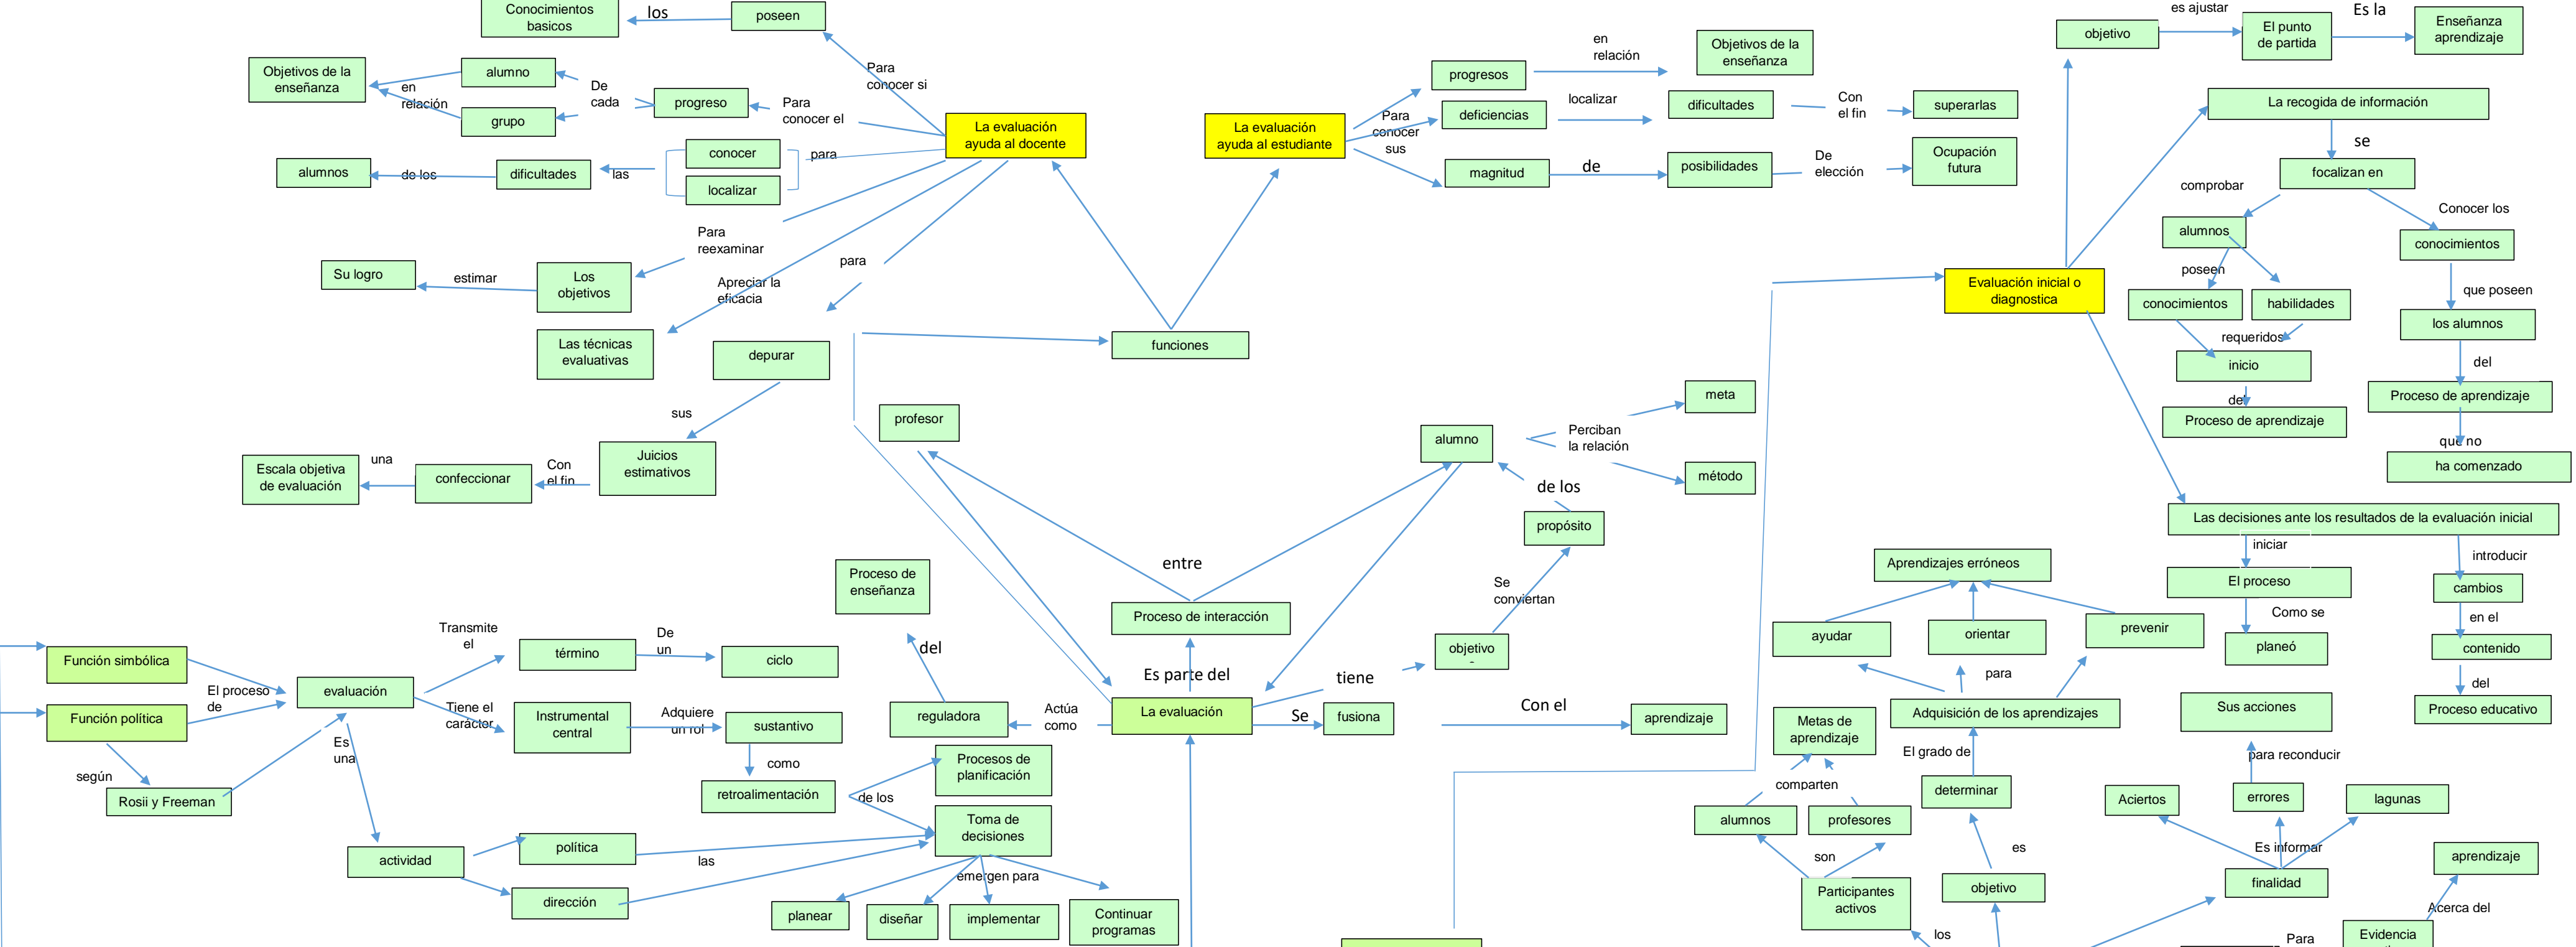 Conocimientos
basicos
los
poseen
Para
conocer si
Objetivos de la
enseñanza
en
relación
alumno
grupo
De
cada
progreso
Para
conocer el
La evaluación
ayuda al docente
alumnos
de los
dificultades
las
conocer
localizar
para
Para
reexaminar
Su logro
estimar
Los
objetivos
Apreciar la
eficacia
para
Las técnicas
evaluativas
depurar
sus
Juicios
estimativos
Con
el fin
confeccionar
una
Escala objetiva
de evaluación
La evaluación
ayuda al estudiante
Para
conocer
sus
progresos
en
relación
Objetivos de la
enseñanza
deficiencias
localizar
dificultades
Con
el fin
superarlas
magnitud
de
posibilidades
De
elección
Ocupación
futura
funciones
profesor
alumno
Perciban
la relación
meta
método
de los
propósito
Se
conviertan
objetivo
-
entre
Proceso de interacción
Es parte del
tiene
La evaluación
Se
fusiona
Con el
aprendizaje
Actúa
como
reguladora
del
Proceso de
enseñanza
Función simbólica
Función política
El proceso
de
según
Rosii y Freeman
evaluación
Es
una
Transmite
el
término
De
un
ciclo
Tiene el
carácter
Instrumental
central
Adquiere
un rol
sustantivo
como
retroalimentación
de los
Procesos de
planificación
Toma de
decisiones
actividad
política
dirección
las
emergen para
planear
diseñar
implementar
Continuar
programas
objetivo
es ajustar
El punto
de partida
Es la
Enseñanza
aprendizaje
La recogida de información
se
focalizan en
comprobar
Conocer los
alumnos
conocimientos
poseen
que poseen
conocimientos
habilidades
los alumnos
requeridos
inicio
del
del
Proceso de aprendizaje
Proceso de aprendizaje
que no
ha comenzado
Evaluación inicial o
diagnostica
Las decisiones ante los resultados de la evaluación inicial
iniciar
introducir
El proceso
cambios
Como se
en el
planeó
contenido
del
Proceso educativo
Aprendizajes erróneos
ayudar
orientar
prevenir
para
Adquisición de los aprendizajes
El grado de
determinar
es
objetivo
Metas de
aprendizaje
comparten
alumnos
profesores
son
Participantes
activos
los
Sus acciones
para reconducir
Aciertos
errores
lagunas
Es informar
finalidad
aprendizaje
Acerca del
Evidencia
Para